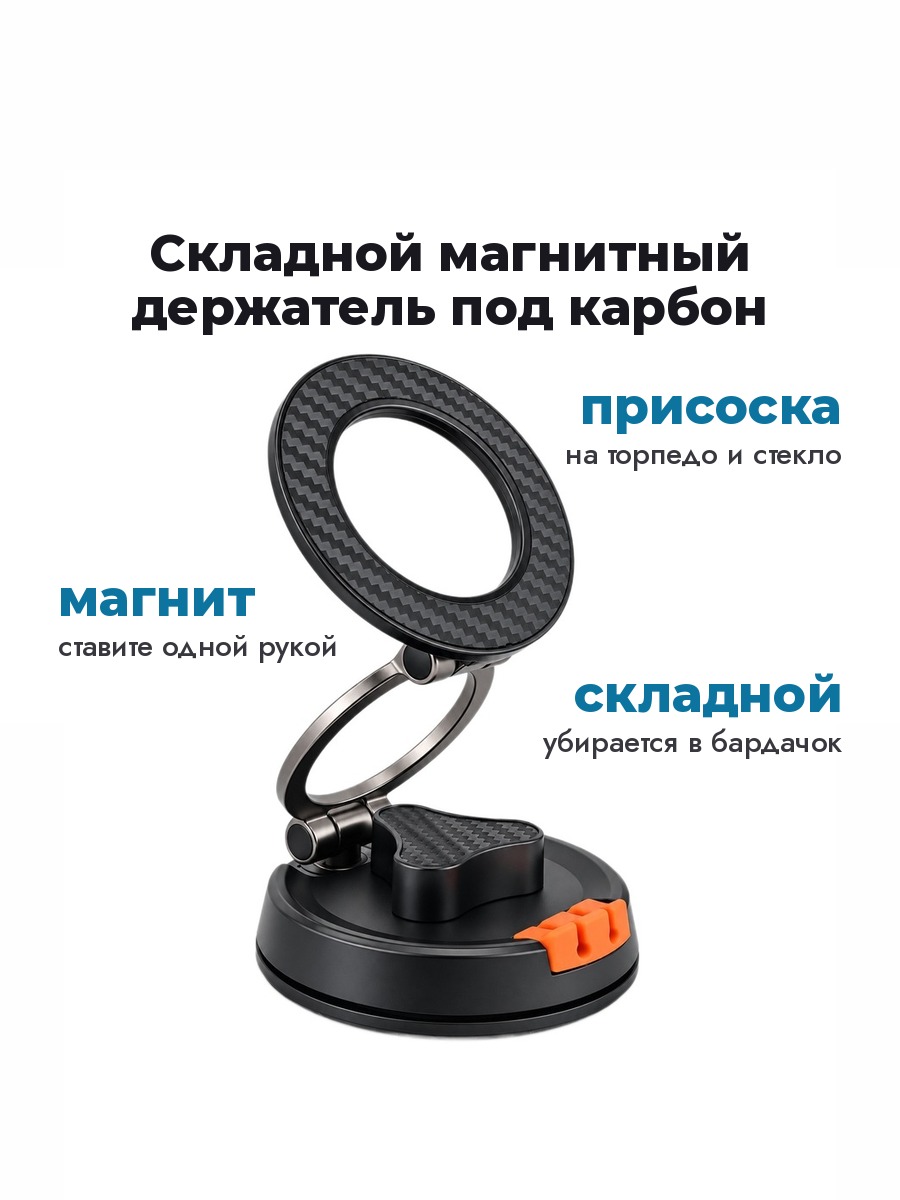 Складной магнитный
держатель под карбон
присоска
на торпедо и стекло
магнит
ставите одной рукой
складной
убирается в бардачок